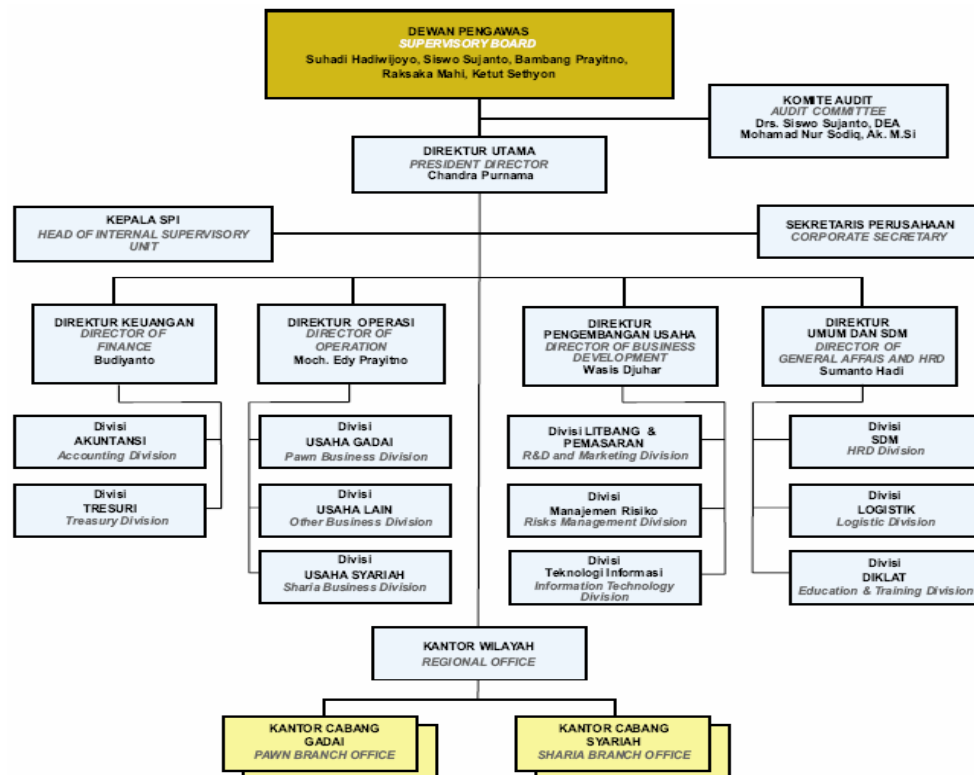 DEWAN PENGAWAS
SUPERVISORY BOARD
Suhadi Hadiwijoyo, Siswo Sujanto, Bambang Prayitno,
Raksaka Mahi, Ketut Sethyon
KOMITE AUDIT
AUDIT COMMITTEE
Drs. Siswo Sujanto, DEA
Mohamad Nur Sodiq, Ak. M.Si
DIREKTUR UTAMA
PRESIDENT DIRECTOR
Chandra Purnama
KEPALA SPI
HEAD OF INTERNAL SUPERVISORY
UNIT
SEKRETARIS PERUSAHAAN
CORPORATE SECRETARY
DIREKTUR KEUANGAN
DIRECTOR OF
FINANCE
Budiyanto
DIREKTUR OPERASI
DIRECTOR OF
OPERATION
Moch. Edy Prayitno
DIREKTUR
PENGEMBANGAN USAHA
DIRECTOR OF BUSINESS
DEVELOPMENT
Wasis Djuhar
DIREKTUR
UMUM DAN SDM
DIRECTOR OF
GENERAL AFFAIS AND HRD
Sumanto Hadi
Divisi
AKUNTANSI
Accounting Division
Divisi
USAHA GADAI
Pawn Business Division
Divisi LITBANG &
PEMASARAN
R&D and Marketing Division
Divisi
SDM
HRD Division
Divisi
TRESURI
Treasury Division
Divisi
USAHA LAIN
Other Business Division
Divisi
Manajemen Risiko
Risks Management Division
Divisi
LOGISTIK
Logistic Division
Divisi
USAHA SYARIAH
Sharia Business Division
Divisi
Teknologi Informasi
Information Technology
Division
Divisi
DIKLAT
Education & Training Division
KANTOR WILAYAH
REGIONAL OFFICE
KANTOR CABANG
GADAI
PAWN BRANCH OFFICE
KANTOR CABANG
SYARIAH
SHARIA BRANCH OFFICE